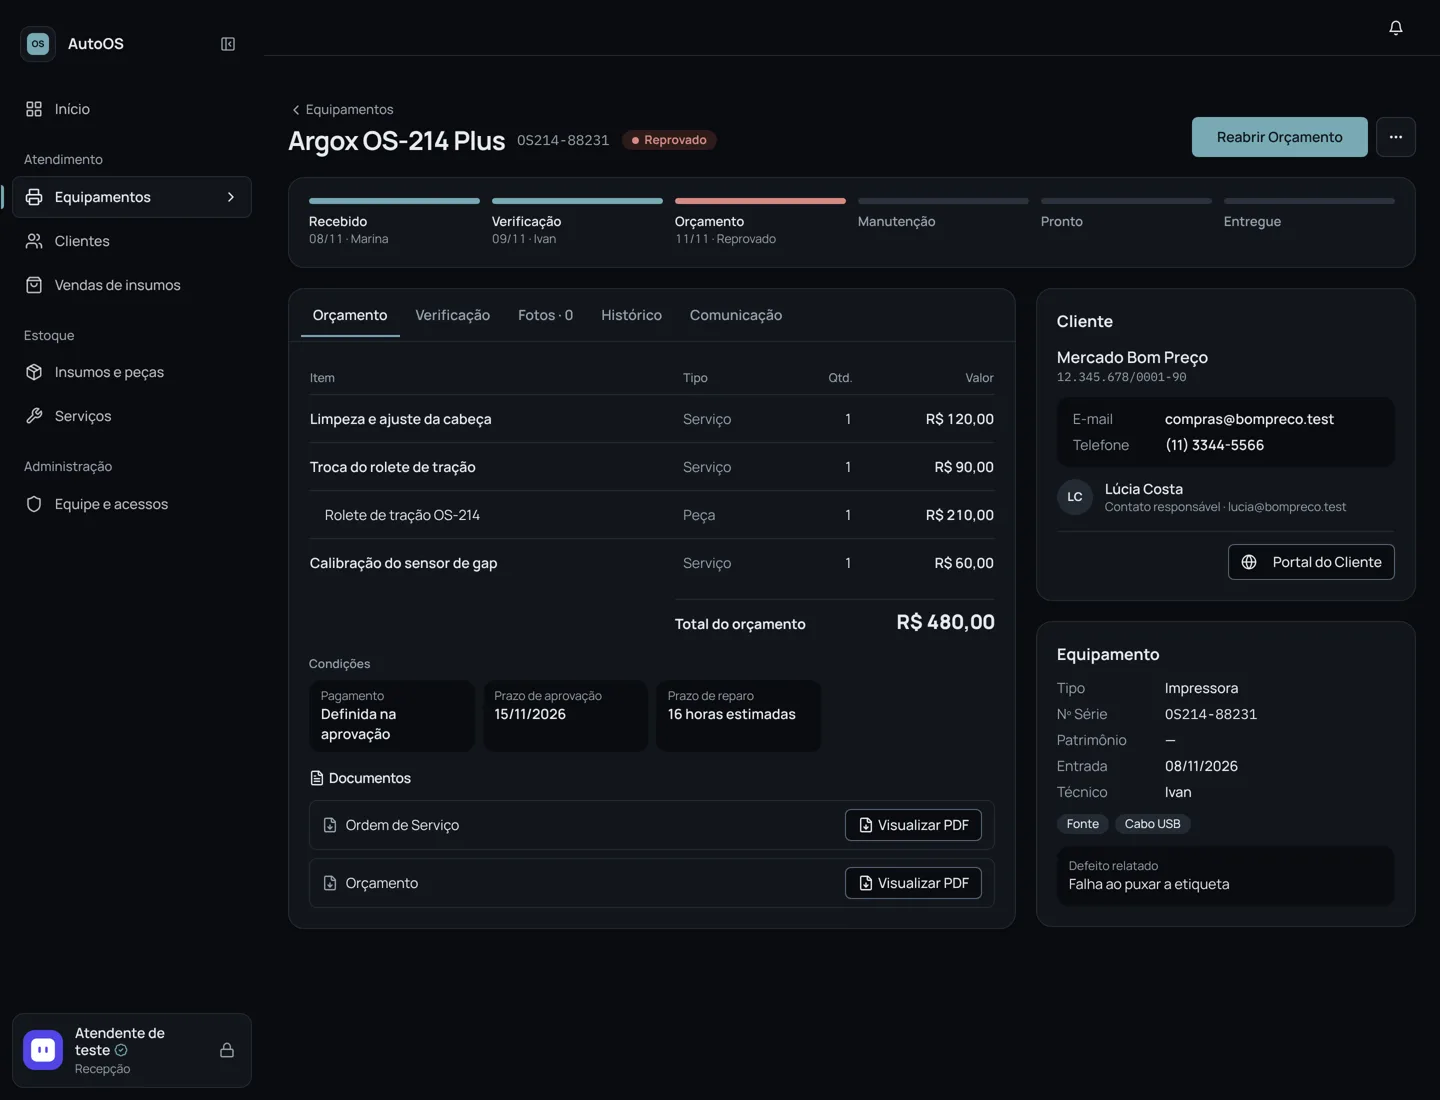 OS
AutoOS
Início
Atendimento
Equipamentos
Clientes
Vendas de insumos
Estoque
Insumos e peças
Serviços
Administração
Equipe e acessos
Atendente de
teste
Recepção
Equipamentos
Argox OS-214 Plus OS214-88231 Reprovado
Reabrir Orçamento
Recebido
08/11 · Marina
Verificação
09/11 · Ivan
Orçamento
11/11 · Reprovado
Manutenção
Pronto
Entregue
Orçamento Verificação Fotos · 0 Histórico Comunicação
Item Tipo Qtd. Valor
Limpeza e ajuste da cabeça Serviço 1 R$ 120,00
Troca do rolete de tração Serviço 1 R$ 90,00
Rolete de tração OS-214 Peça 1 R$ 210,00
Calibração do sensor de gap Serviço 1 R$ 60,00
Total do orçamento R$ 480,00
Condições
Pagamento
Definida na
aprovação
Prazo de aprovação
15/11/2026
Prazo de reparo
16 horas estimadas
Documentos
Ordem de Serviço Visualizar PDF
Orçamento Visualizar PDF
Cliente
Mercado Bom Preço
12.345.678/0001-90
E-mail compras@bompreco.test
Telefone (11) 3344-5566
LC
Lúcia Costa
Contato responsável · lucia@bompreco.test
Portal do Cliente
Equipamento
Tipo Impressora
Nº Série OS214-88231
Patrimônio —
Entrada 08/11/2026
Técnico Ivan
Fonte Cabo USB
Defeito relatado
Falha ao puxar a etiqueta